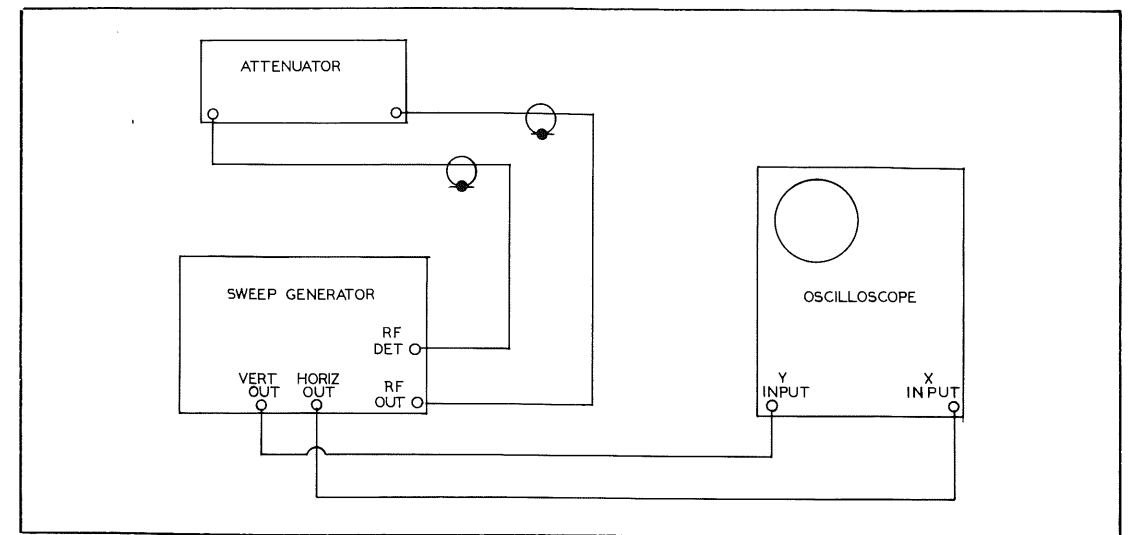 ATTENUATOR
SWEEP GENERATOR
RF
DET
VERT
OUT
HORIZ
OUT
RF
OUT
OSCILLOSCOPE
Y
INPUT
X
INPUT